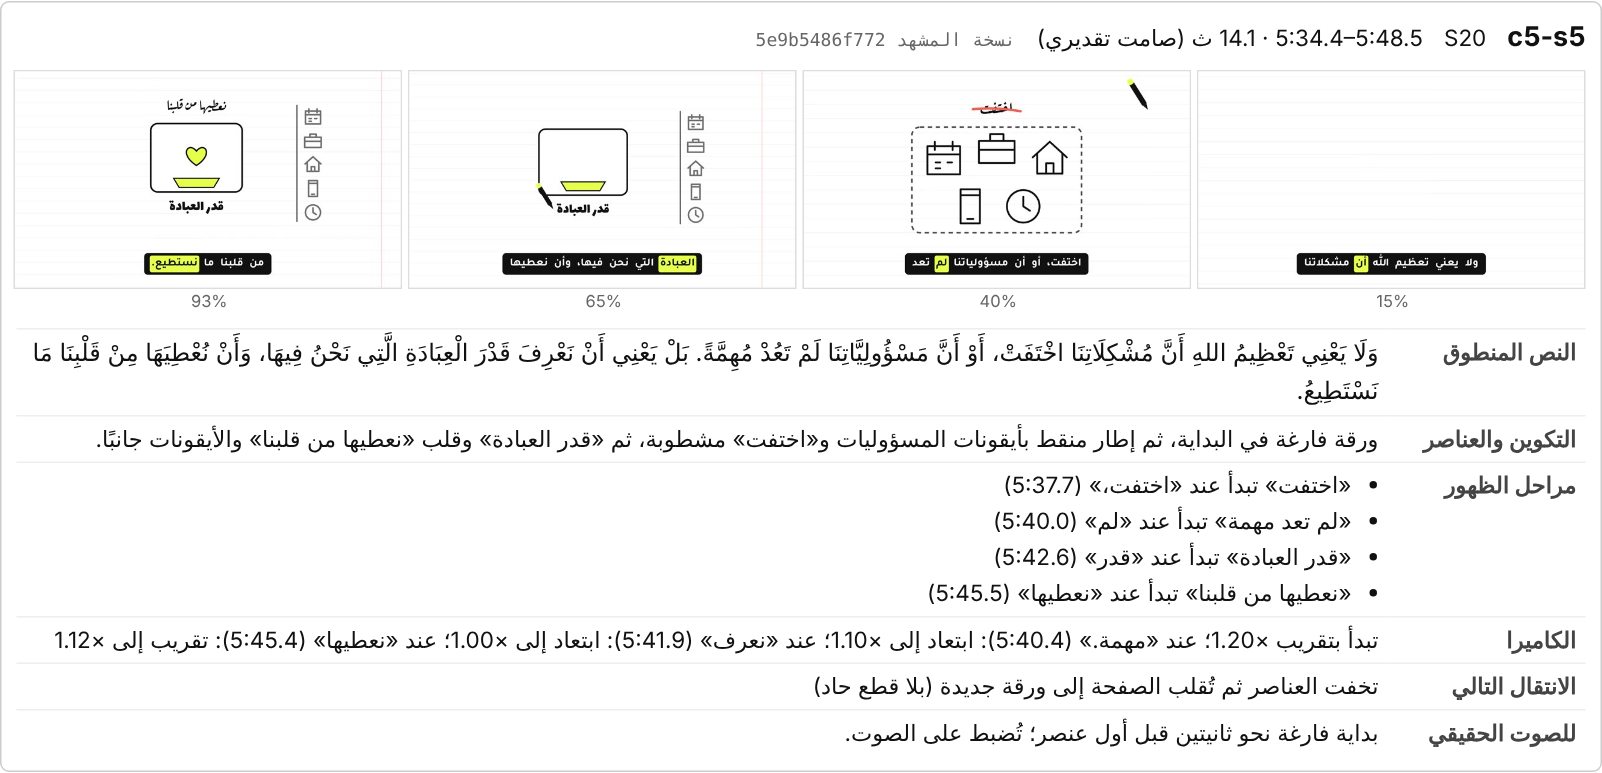 c5-s5 S20 5:34.4–5:48.5 · 14.1 ث (صامت تقديري) نسخة المشهد 5e9b5486f772
ولا يعني تعظيم الله أن مشكلاتنا
15%
اختفت
اختفت، أو أن مسؤولياتنا لم تعد
40%
قدر العبادة
العبادة التي نحن فيها، وأن نعطيها
65%
نعطيها من قلبنا
قدر العبادة
من قلبنا ما نستطيع.
93%
النص المنطوق
وَلَا يَعْنِي تَعْظِيمُ اللهِ أَنَّ مُشْكِلَاتِنَا اخْتَفَتْ، أَوْ أَنَّ مَسْؤُولِيَّاتِنَا لَمْ تَعُدْ مُهِمَّةً. بَلْ يَعْنِي أَنْ نَعْرِفَ قَدْرَ الْعِبَادَةِ الَّتِي نَحْنُ فِيهَا، وَأَنْ نُعْطِيَهَا مِنْ قَلْبِنَا مَا
نَسْتَطِيعُ.
التكوين والعناصر
ورقة فارغة في البداية، ثم إطار منقط بأيقونات المسؤوليات و«اختفت» مشطوبة، ثم «قدر العبادة» وقلب «نعطيها من قلبنا» والأيقونات جانبًا.
مراحل الظهور
• «اختفت» تبدأ عند «اختفت،» (5:37.7)
• «لم تعد مهمة» تبدأ عند «لم» (5:40.0)
• «قدر العبادة» تبدأ عند «قدر» (5:42.6)
• «نعطيها من قلبنا» تبدأ عند «نعطيها» (5:45.5)
الكاميرا
تبدأ بتقريب ×1.20؛ عند «مهمة.» (5:40.4): ابتعاد إلى ×1.10؛ عند «نعرف» (5:41.9): ابتعاد إلى ×1.00؛ عند «نعطيها» (5:45.4): تقريب إلى ×1.12
الانتقال التالي
تخفت العناصر ثم تُقلب الصفحة إلى ورقة جديدة (بلا قطع حاد)
للصوت الحقيقي
بداية فارغة نحو ثانيتين قبل أول عنصر؛ تُضبط على الصوت.